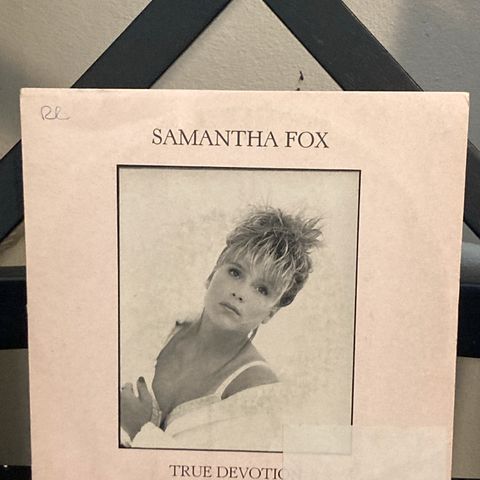 SAMANTHA FOX
TRUE DEVOTIO